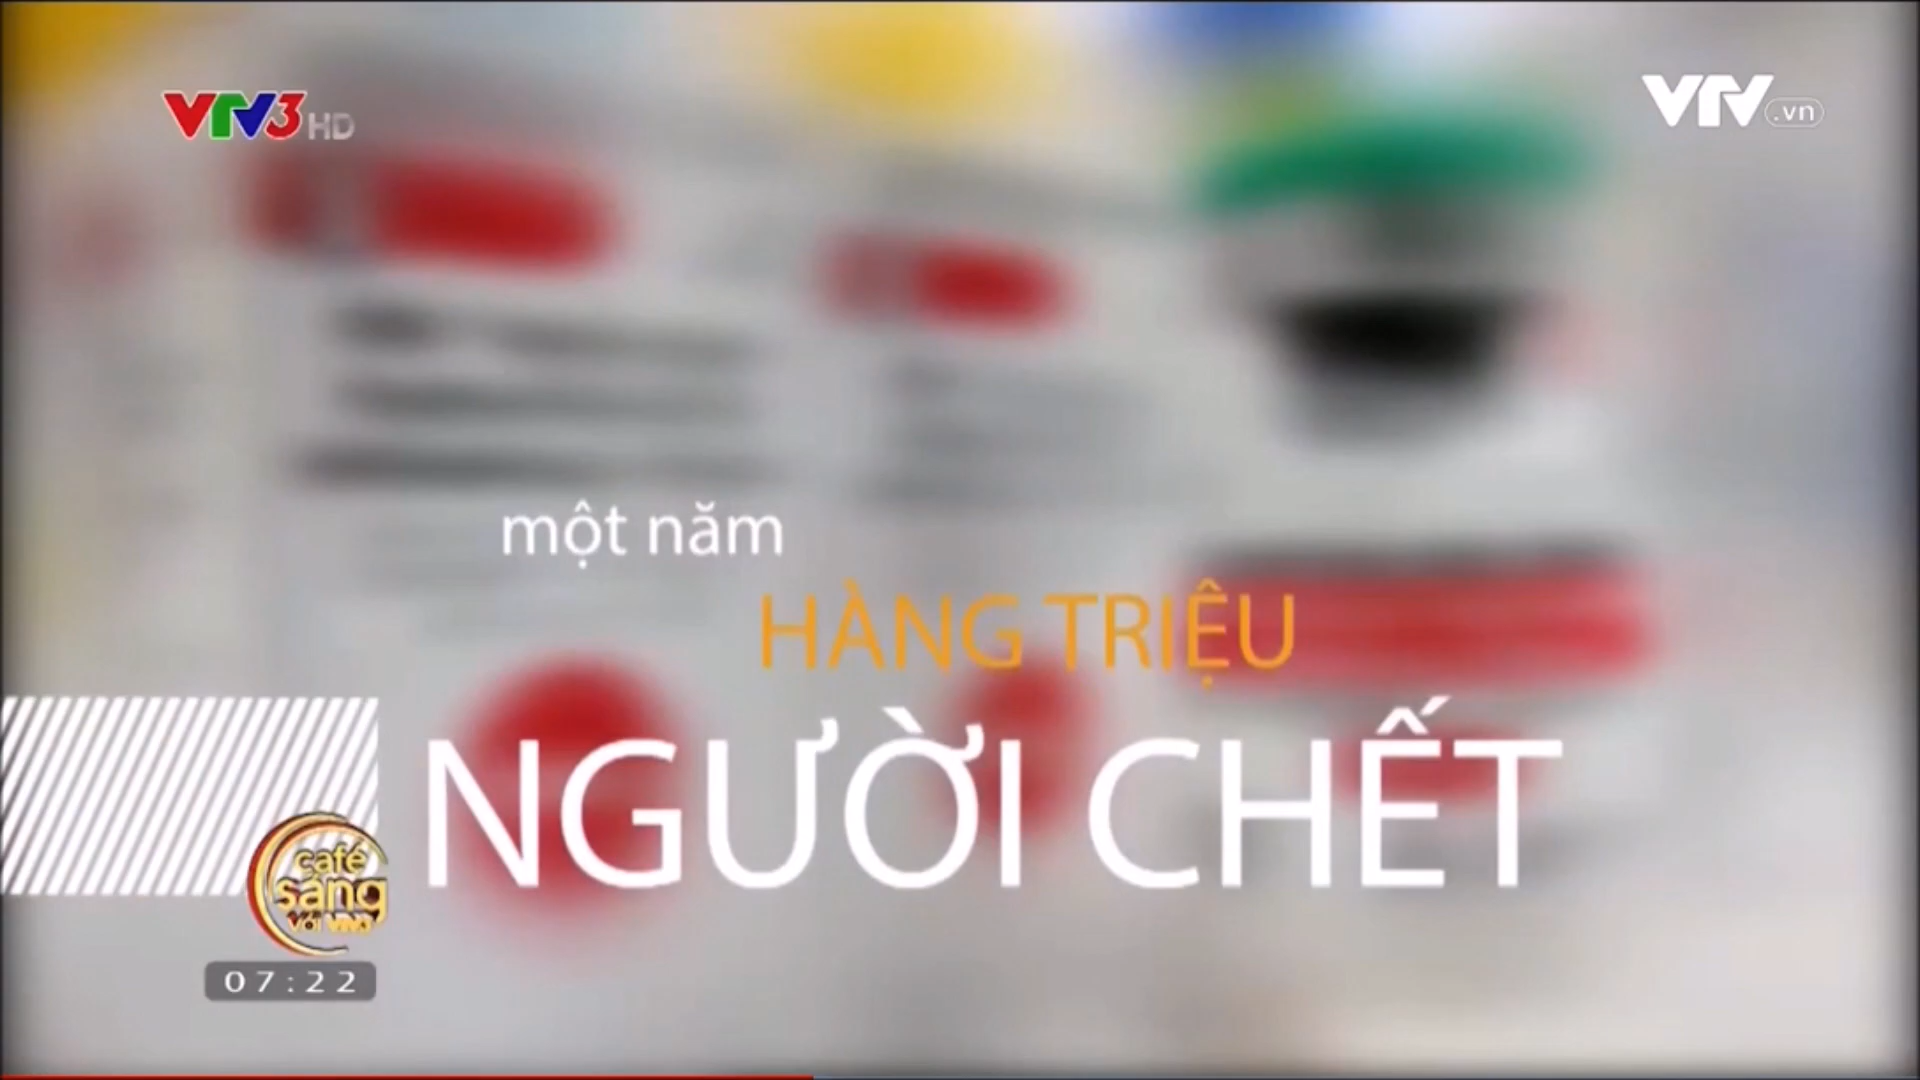 VTV3 HD
VTV.vn
một năm
HÀNG TRIỆU
NGƯỜI CHẾT
café
sáng
với VTV3
07:22